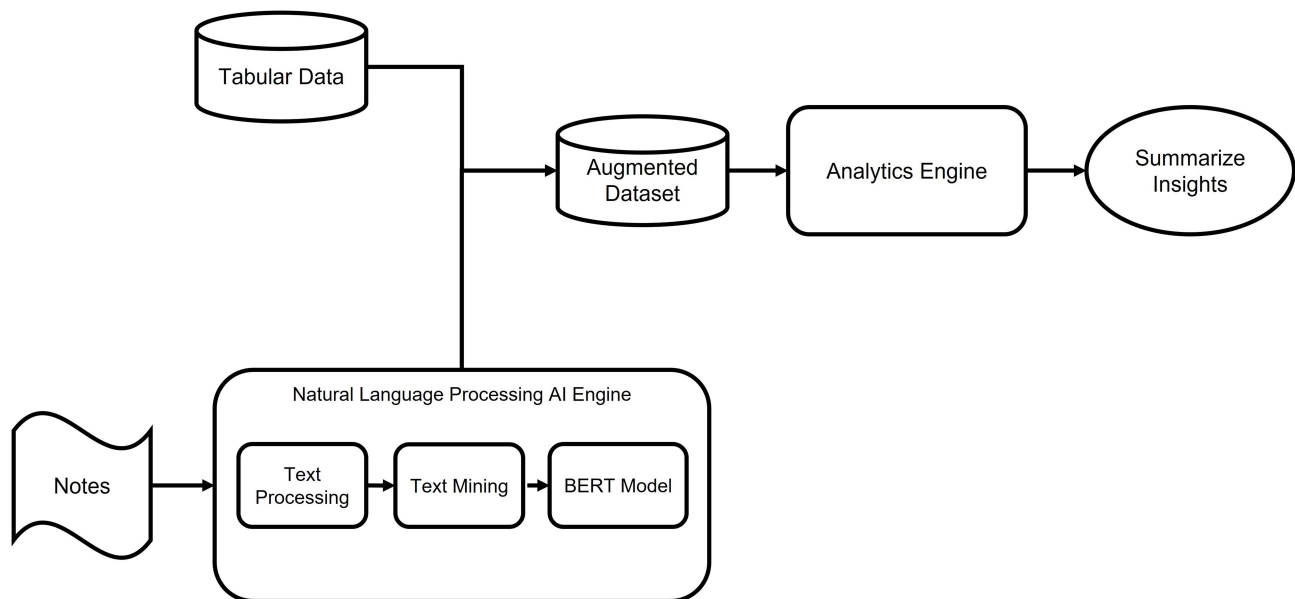 Tabular Data
Augmented
Dataset
Analytics Engine
Summarize
Insights
Natural Language Processing AI Engine
Notes
Text
Processing
Text Mining
BERT Model